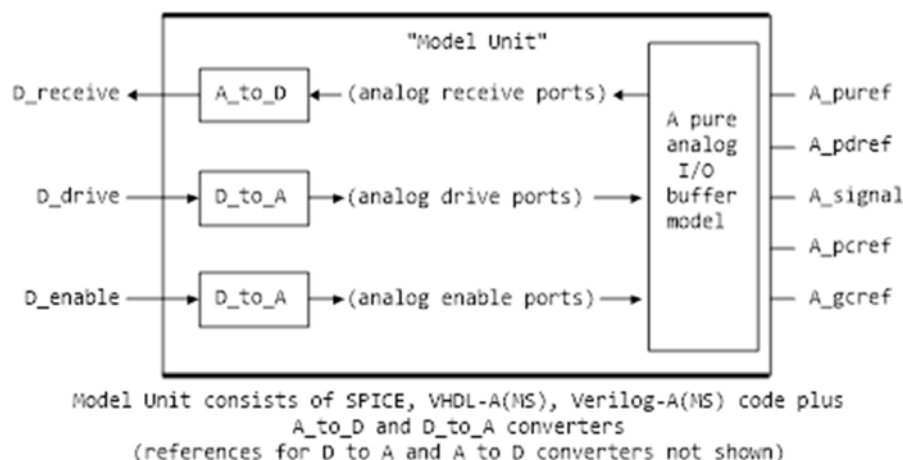 "Model Unit"
D_receive A_to_D (analog receive ports) A_puref
A pure
analog
I/O
buffer
model
A_pdref
D_drive D_to_A (analog drive ports) A_signal
A_pcref
D_enable D_to_A (analog enable ports) A_gcref
Model Unit consists of SPICE, VHDL-A(MS), Verilog-A(MS) code plus
A_to_D and D_to_A converters
(references for D_to_A and A_to_D converters not shown)